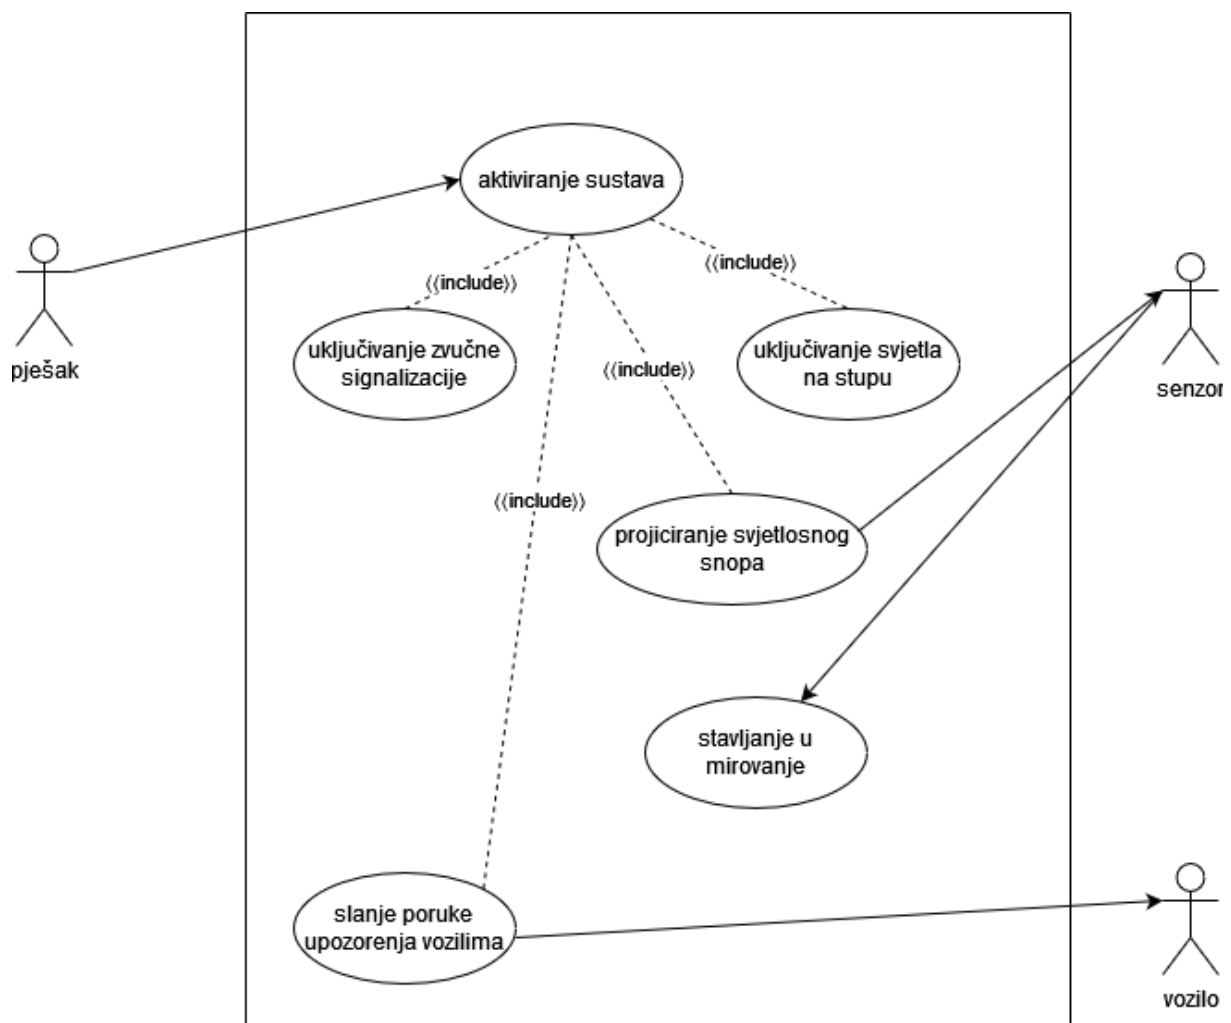 aktiviranje sustava
⟨⟨include⟩⟩
⟨⟨include⟩⟩
uključivanje zvučne
signalizacije
uključivanje svjetla
na stupu
pješak
⟨⟨include⟩⟩
senzor
⟨⟨include⟩⟩
projiciranje svjetlosnog
snopa
stavljanje u
mirovanje
slanje poruke
upozorenja vozilima
vozilo